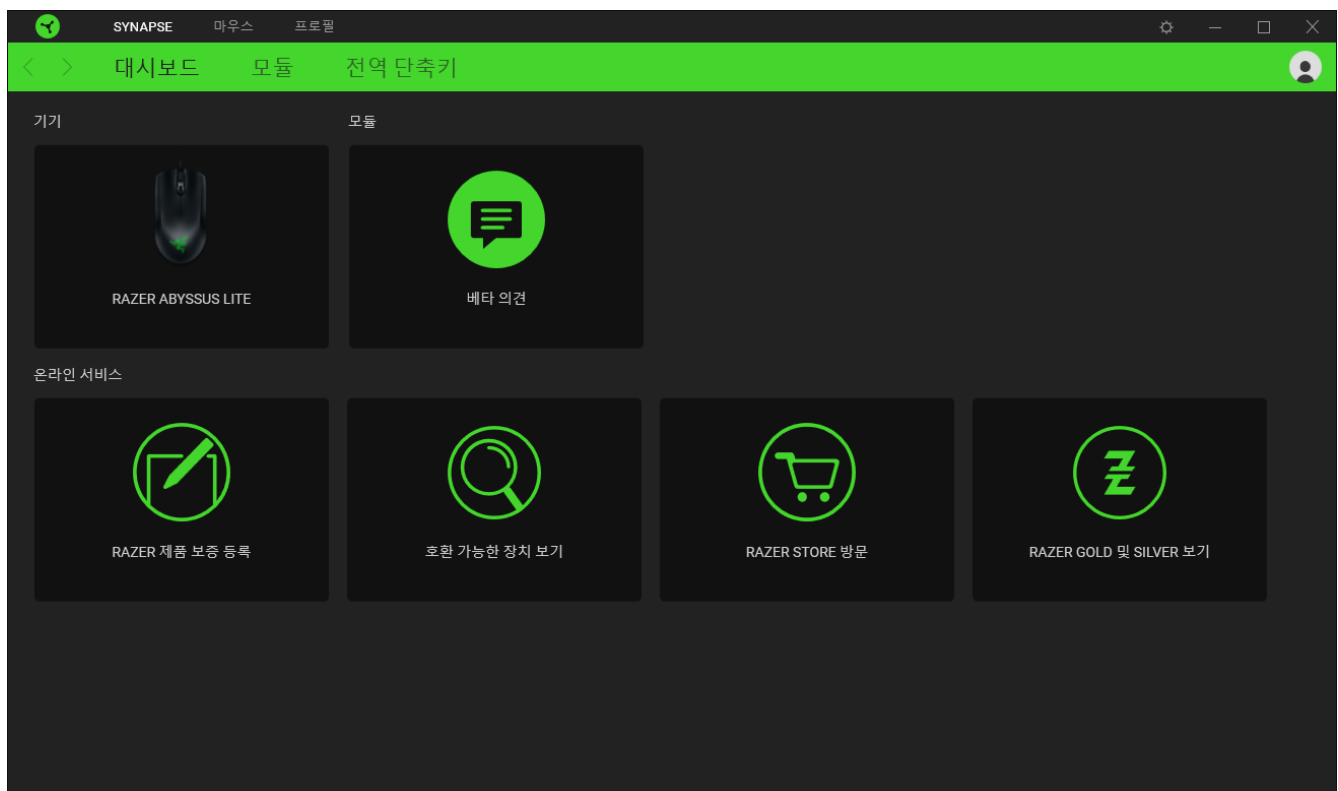 SYNAPSE 마우스 프로필
대시보드 모듈 전역 단축키
기기 모듈
RAZER ABYSSUS LITE 베타 의견
온라인 서비스
RAZER 제품 보증 등록 호환 가능한 장치 보기 RAZER STORE 방문 RAZER GOLD 및 SILVER 보기